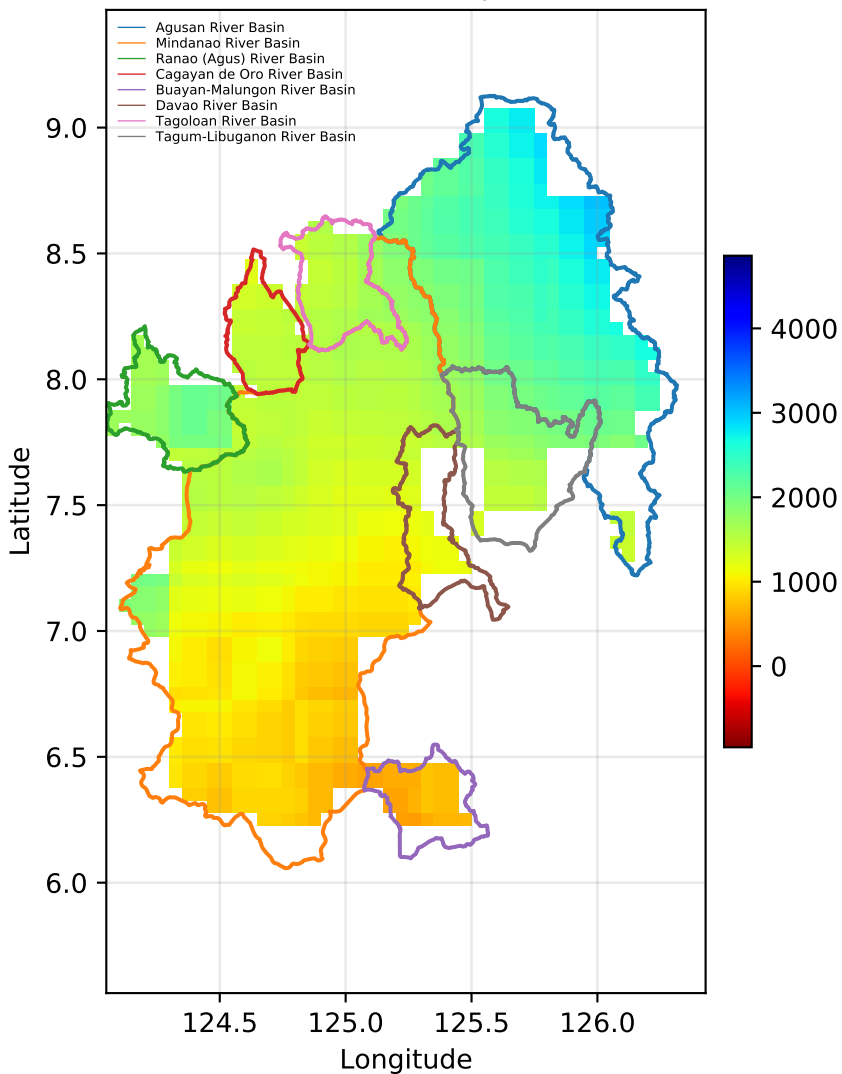 Agusan River Basin
Mindanao River Basin
Ranao (Agus) River Basin
Cagayan de Oro River Basin
Buayan-Malungon River Basin
Davao River Basin
Tagoloan River Basin
Tagum-Libuganon River Basin
9.0
8.5
8.0
7.5
7.0
6.5
6.0
Latitude
124.5 125.0 125.5 126.0
Longitude
4000
3000
2000
1000
0